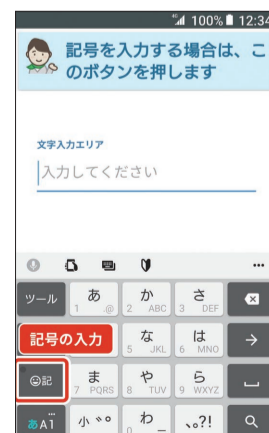 100% 12:34
記号を入力する場合は、こ
のボタンを押します
文字入力エリア
入力してください
ツール あ 1 .@ か 2 ABC さ 3 DEF
記号の入力 な 5 JKL は 6 MNO →
記 ま 7 PQRS や 8 TUV ら 9 WXYZ
あA1 小 わ 0 ､｡?!